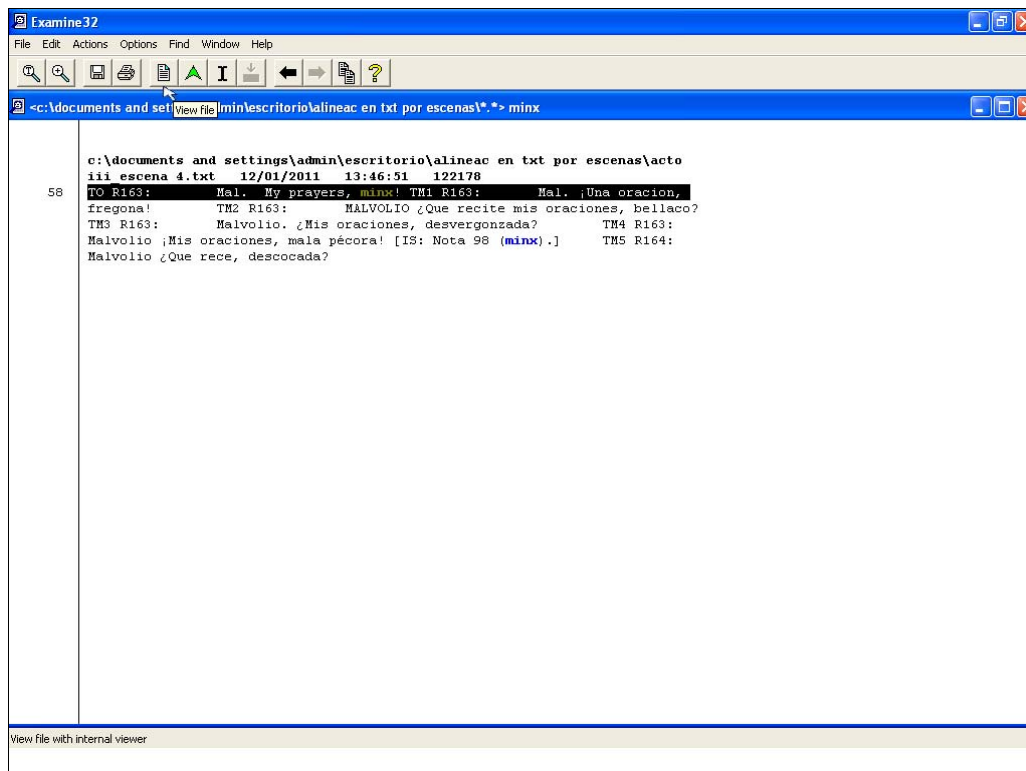 Examine32
File Edit Actions Options Find Window Help
<c:\documents and set min\escritorio\alineac en txt por escenas\*.*> minx
View file
c:\documents and settings\admin\escritorio\alineac en txt por escenas\acto
iii escena 4.txt 12/01/2011 13:46:51 122178
58 TO R163: Mal. My prayers, minx! TM1 R163: Mal. ¡Una oracion,
fregona! TM2 R163: MALVOLIO ¿Que recite mis oraciones, bellaco?
TM3 R163: Malvolio. ¿Mis oraciones, desvergonzada? TM4 R163:
Malvolio ¡Mis oraciones, mala pécora! [IS: Nota 98 (minx).] TM5 R164:
Malvolio ¿Que rece, descocada?
View file with internal viewer